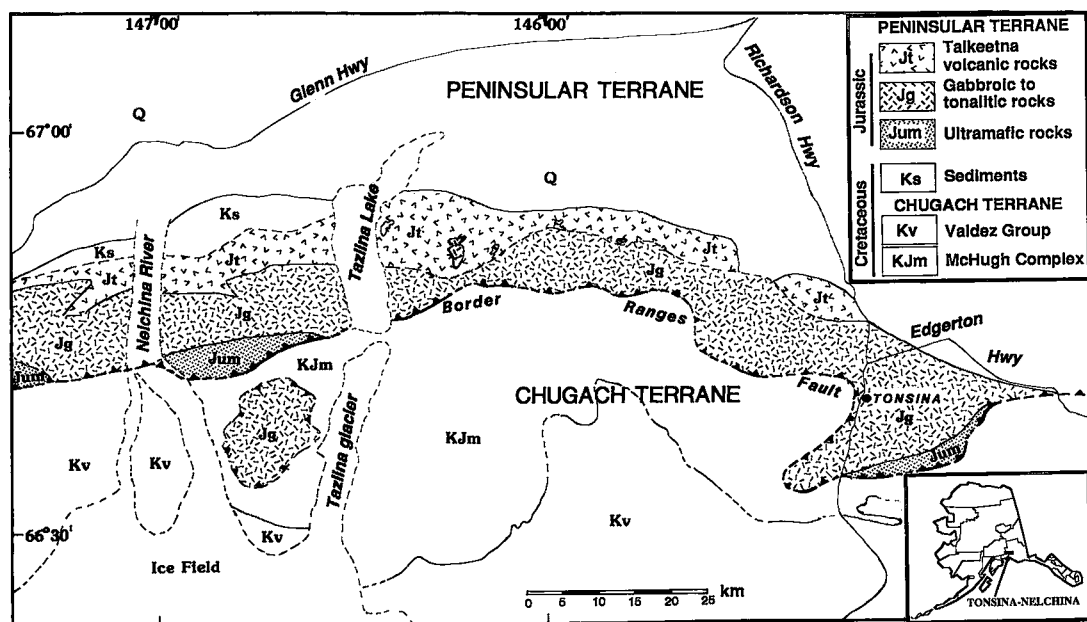 147°00'
146°00'
Glenn Hwy
Richardson Hwy
PENINSULAR TERRANE
Q
67°00'
Q
Ks
Ks
Tazlina Lake
Jt
Jt
Jt
Jt
Jt
Nelchina River
Jg
Jg
Jg
Border
Ranges
Fault
Edgerton
Hwy
Jum
Jum
KJm
CHUGACH TERRANE
TONSINA
Jg
Jg
Jum
Tazlina glacier
KJm
Kv
Kv
Kv
Kv
66°30'
Ice Field
km
0 5 10 15 20 25
PENINSULAR TERRANE
Jurassic
Jt Talkeetna
volcanic rocks
Jg Gabbroic to
tonalitic rocks
Jum Ultramafic rocks
Cretaceous
Ks Sediments
CHUGACH TERRANE
Kv Valdez Group
KJm McHugh Complex
TONSINA-NELCHINA